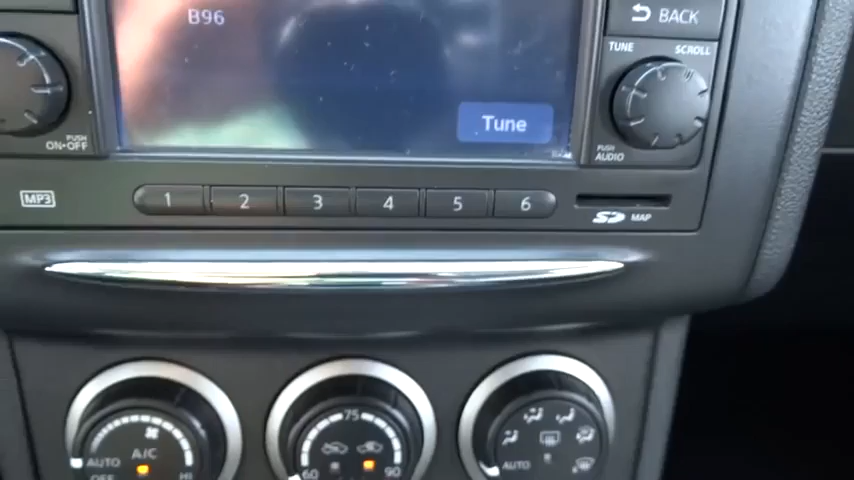 B96
BACK
TUNE SCROLL
Tune
PUSH
ON•OFF
PUSH
AUDIO
MP3
1 2 3 4 5 6
SD MAP
75
A/C
AUTO
OFF HI
60 90
AUTO